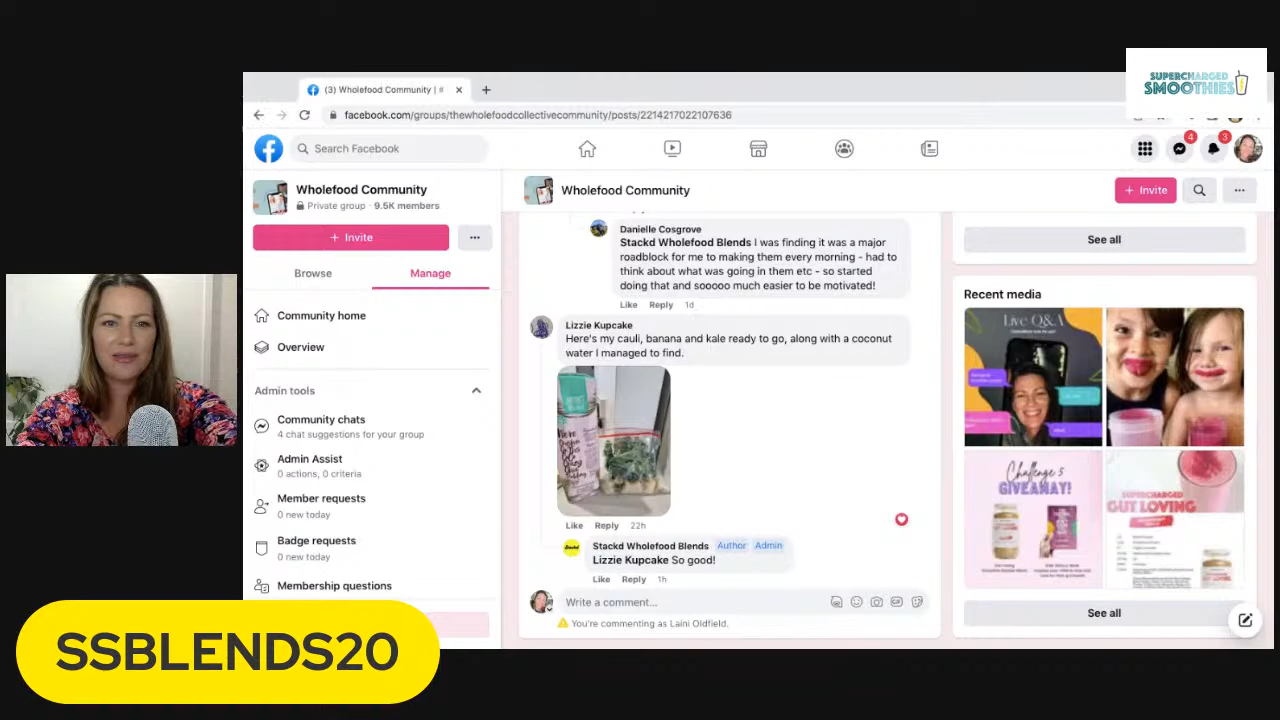 SUPERCHARGED
SMOOTHIES
(3) Wholefood Community | #
facebook.com/groups/thewholefoodcollectivecommunity/posts/2214217022107636
Search Facebook
4
3
Wholefood Community
Private group · 9.5K members
+ Invite
Browse
Manage
Community home
Overview
Admin tools
Community chats
4 chat suggestions for your group
Admin Assist
0 actions, 0 criteria
Member requests
0 new today
Badge requests
0 new today
Membership questions
Wholefood Community
+ Invite
Danielle Cosgrove
Stackd Wholefood Blends I was finding it was a major
roadblock for me to making them every morning - had to
think about what was going in them etc - so started
doing that and sooooo much easier to be motivated!
Like Reply 1d
Lizzie Kupcake
Here's my cauli, banana and kale ready to go, along with a coconut
water I managed to find.
Like Reply 22h
Stackd Wholefood Blends Author Admin
Lizzie Kupcake So good!
Like Reply 1h
Write a comment...
GIF
You're commenting as Laini Oldfield.
See all
Recent media
Live Q&A
CHALLENGE 5
GIVEAWAY!
SUPERCHARGED
GUT LOVING
See all
SSBLENDS20